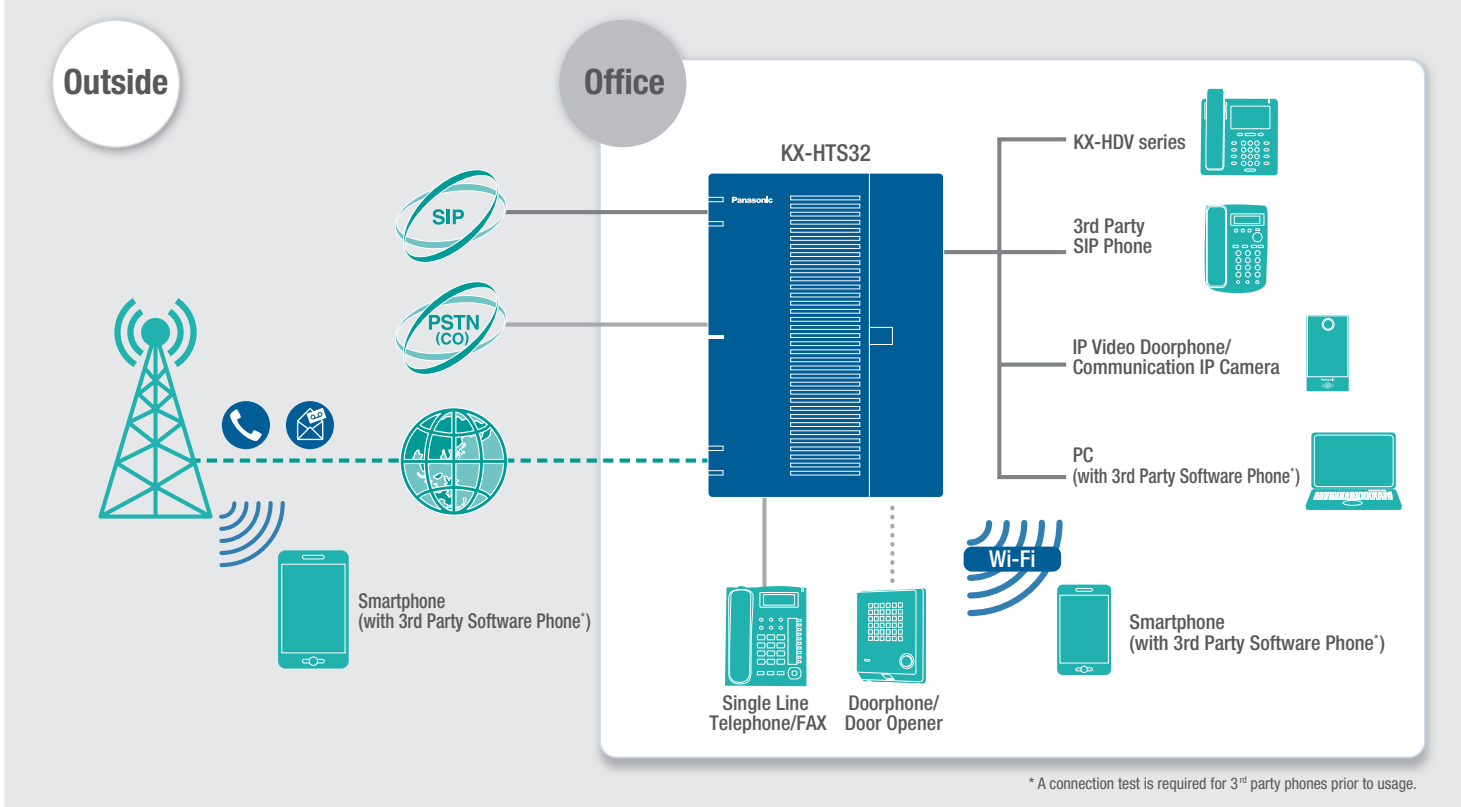 Outside
Office
KX-HTS32
Panasonic
KX-HDV series
3rd Party
SIP Phone
IP Video Doorphone/
Communication IP Camera
PC
(with 3rd Party Software Phone*)
SIP
PSTN
(CO)
Wi-Fi
Smartphone
(with 3rd Party Software Phone*)
Smartphone
(with 3rd Party Software Phone*)
Single Line
Telephone/FAX
Doorphone/
Door Opener
* A connection test is required for 3rd party phones prior to usage.